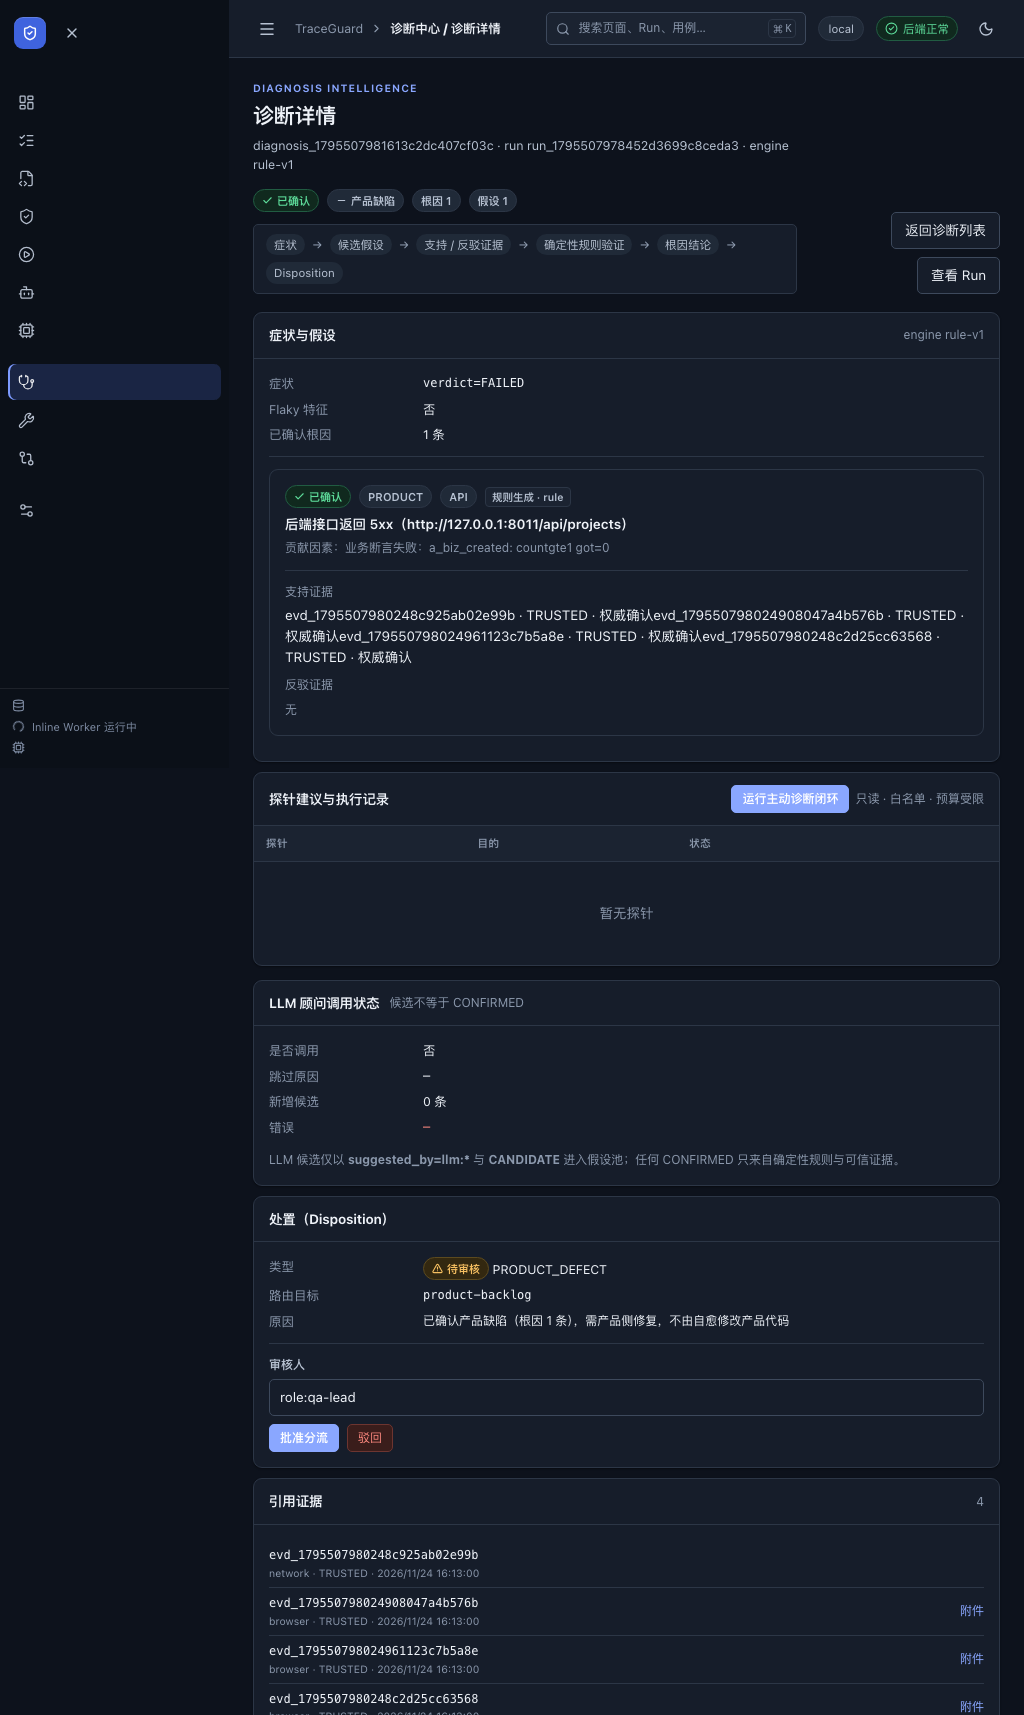 TraceGuard > 诊断中心 / 诊断详情
搜索页面、Run、用例...
⌘ K
local
后端正常
Inline Worker 运行中
DIAGNOSIS INTELLIGENCE
诊断详情
diagnosis_1795507981613c2dc407cf03c · run run_1795507978452d3699c8ceda3 · engine
rule-v1
已确认
– 产品缺陷
根因 1
假设 1
症状 → 候选假设 → 支持 / 反驳证据 → 确定性规则验证 → 根因结论 →
Disposition
返回诊断列表
查看 Run
症状与假设
engine rule-v1
症状 verdict=FAILED
Flaky 特征 否
已确认根因 1 条
已确认 PRODUCT API 规则生成 · rule
后端接口返回 5xx（http://127.0.0.1:8011/api/projects）
贡献因素：业务断言失败：a_biz_created: countgte1 got=0
支持证据
evd_1795507980248c925ab02e99b · TRUSTED · 权威确认evd_179550798024908047a4b576b · TRUSTED ·
权威确认evd_179550798024961123c7b5a8e · TRUSTED · 权威确认evd_1795507980248c2d25cc63568 ·
TRUSTED · 权威确认
反驳证据
无
探针建议与执行记录
运行主动诊断闭环
只读 · 白名单 · 预算受限
探针 目的 状态
暂无探针
LLM 顾问调用状态 候选不等于 CONFIRMED
是否调用 否
跳过原因 –
新增候选 0 条
错误 –
LLM 候选仅以 suggested_by=llm:* 与 CANDIDATE 进入假设池；任何 CONFIRMED 只来自确定性规则与可信证据。
处置（Disposition）
类型 待审核 PRODUCT_DEFECT
路由目标 product-backlog
原因 已确认产品缺陷（根因 1 条），需产品侧修复，不由自愈修改产品代码
审核人
role:qa-lead
批准分流
驳回
引用证据
4
evd_1795507980248c925ab02e99b
network · TRUSTED · 2026/11/24 16:13:00
evd_179550798024908047a4b576b
browser · TRUSTED · 2026/11/24 16:13:00
附件
evd_179550798024961123c7b5a8e
browser · TRUSTED · 2026/11/24 16:13:00
附件
evd_1795507980248c2d25cc63568
browser · TRUSTED · 2026/11/24 16:13:00
附件